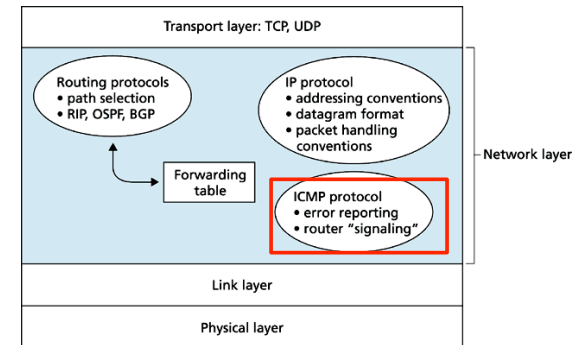 Transport layer: TCP, UDP
Routing protocols
• path selection
• RIP, OSPF, BGP
IP protocol
• addressing conventions
• datagram format
• packet handling
conventions
Network layer
Forwarding
table
ICMP protocol
• error reporting
• router “signaling”
Link layer
Physical layer